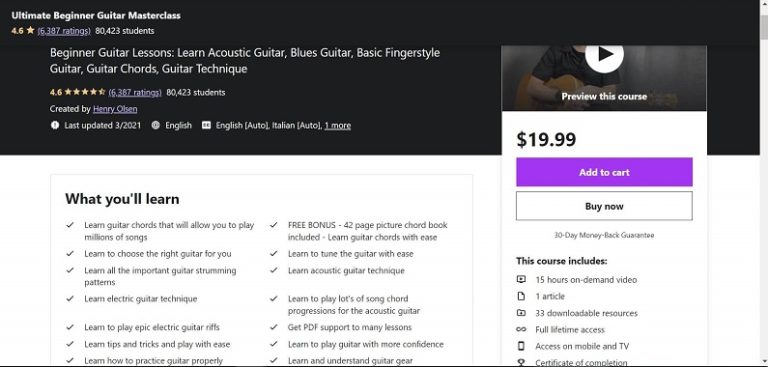 Ultimate Beginner Guitar Masterclass
4.6 ★ (6,387 ratings) 80,423 students
Beginner Guitar Lessons: Learn Acoustic Guitar, Blues Guitar, Basic Fingerstyle
Guitar, Guitar Chords, Guitar Technique
4.6 ★★★★★ (6,387 ratings) 80,423 students
Created by Henry Olsen
Last updated 3/2021 English English [Auto], Italian [Auto], 1 more
Preview this course
$19.99
Add to cart
Buy now
30-Day Money-Back Guarantee
This course includes:
15 hours on-demand video
1 article
33 downloadable resources
Full lifetime access
Access on mobile and TV
Certificate of completion
What you'll learn
Learn guitar chords that will allow you to play
millions of songs
Learn to choose the right guitar for you
Learn all the important guitar strumming
patterns
Learn electric guitar technique
Learn to play epic electric guitar riffs
Learn tips and tricks and play with ease
Learn how to practice guitar properly
FREE BONUS - 42 page picture chord book
included - Learn guitar chords with ease
Learn to tune the guitar with ease
Learn acoustic guitar technique
Learn to play lot's of song chord
progressions for the acoustic guitar
Get PDF support to many lessons
Learn to play guitar with more confidence
Learn and understand guitar gear